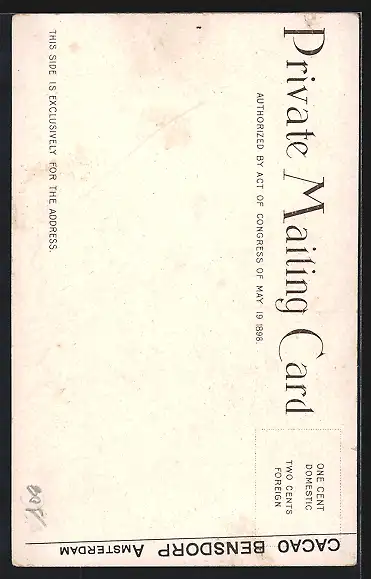 Private Mailing Card
AUTHORIZED BY ACT OF CONGRESS OF MAY 19 1898.
ONE CENT
DOMESTIC
TWO CENTS
FOREIGN
THIS SIDE IS EXCLUSIVELY FOR THE ADDRESS.
CACAO BENSDORP AMSTERDAM